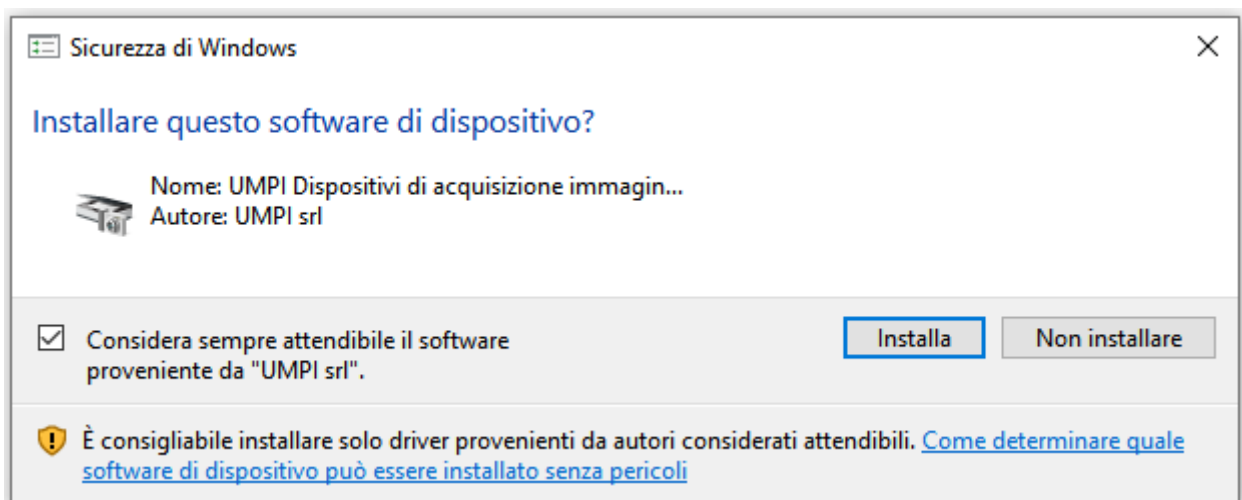 Sicurezza di Windows
Installare questo software di dispositivo?
Nome: UMPI Dispositivi di acquisizione immagin...
Autore: UMPI srl
Considera sempre attendibile il software
proveniente da "UMPI srl".
Installa
Non installare
È consigliabile installare solo driver provenienti da autori considerati attendibili. Come determinare quale
software di dispositivo può essere installato senza pericoli